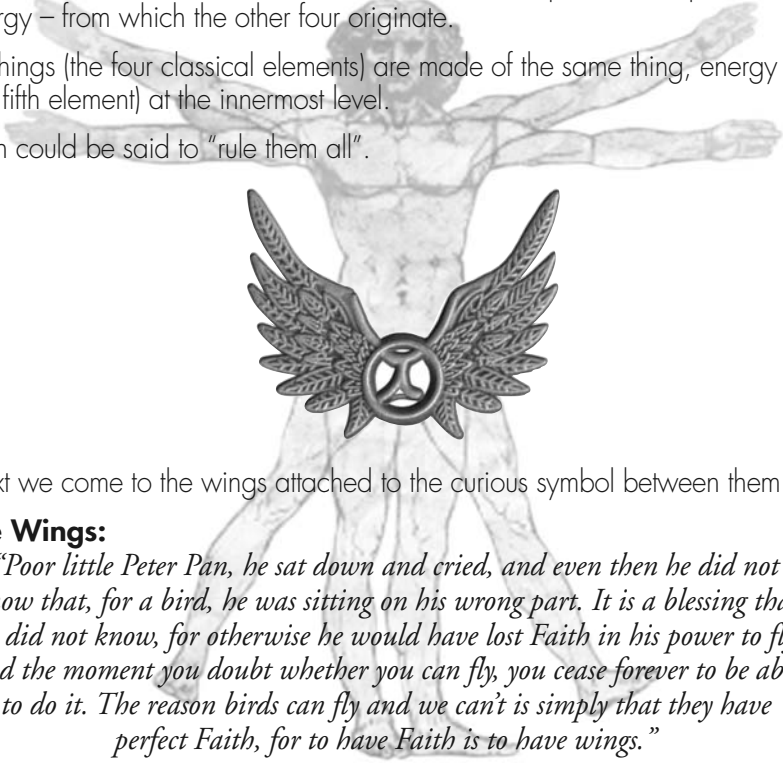 rgy – from which the other four originate.
hings (the four classical elements) are made of the same thing, energy
fifth element) at the innermost level.
n could be said to “rule them all”.
xt we come to the wings attached to the curious symbol between them
e Wings:
“Poor little Peter Pan, he sat down and cried, and even then he did not
ow that, for a bird, he was sitting on his wrong part. It is a blessing tha
did not know, for otherwise he would have lost Faith in his power to fl
d the moment you doubt whether you can fly, you cease forever to be ab
to do it. The reason birds can fly and we can’t is simply that they have
perfect Faith, for to have Faith is to have wings.”